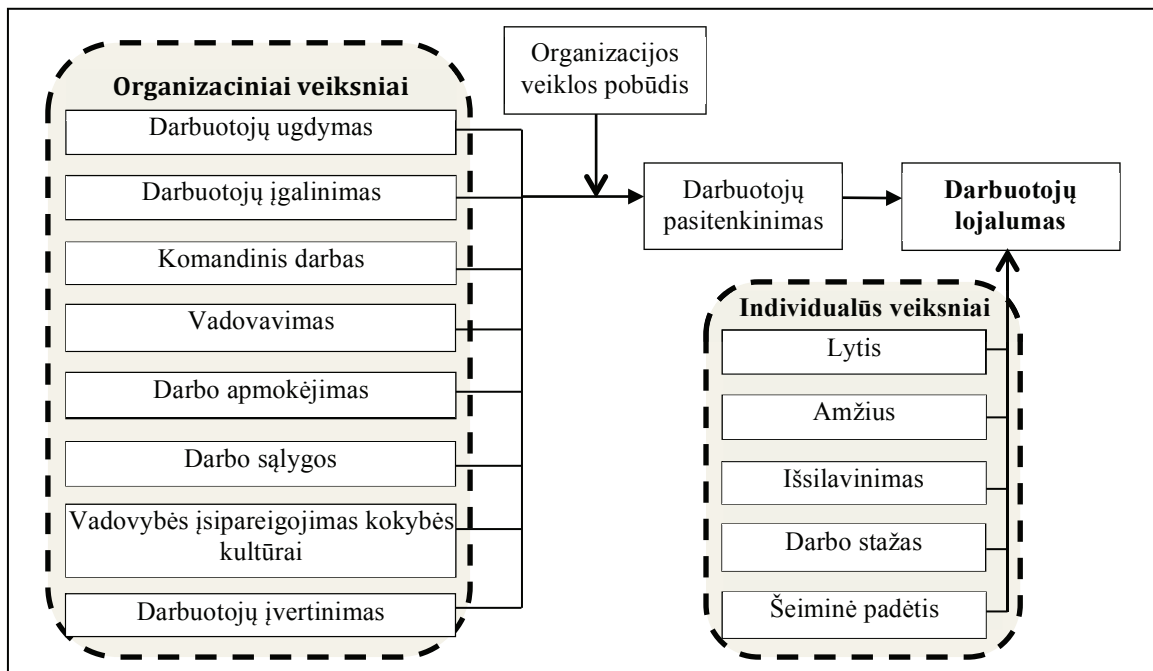 Organizaciniai veiksniai
Darbuotojų ugdymas
Darbuotojų įgalinimas
Komandinis darbas
Vadovavimas
Darbo apmokėjimas
Darbo sąlygos
Vadovybės įsipareigojimas kokybės
kultūrai
Darbuotojų įvertinimas
Organizacijos
veiklos pobūdis
Darbuotojų
pasitenkinimas
Darbuotojų
lojalumas
Individualūs veiksniai
Lytis
Amžius
Išsilavinimas
Darbo stažas
Šeiminė padėtis